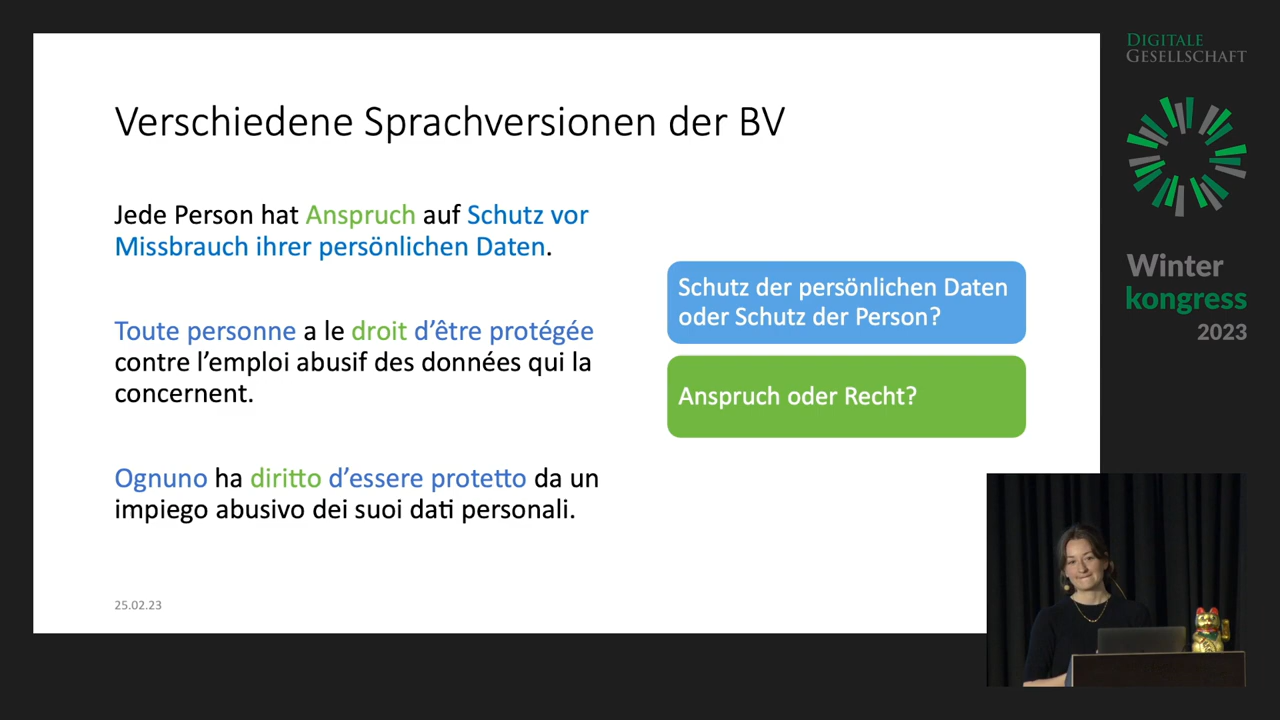 Verschiedene Sprachversionen der BV
Jede Person hat Anspruch auf Schutz vor
Missbrauch ihrer persönlichen Daten.
Toute personne a le droit d’être protégée
contre l’emploi abusif des données qui la
concernent.
Ognuno ha diritto d’essere protetto da un
impiego abusivo dei suoi dati personali.
Schutz der persönlichen Daten
oder Schutz der Person?
Anspruch oder Recht?
25.02.23
DIGITALE
GESELLSCHAFT
Winter
kongress
2023